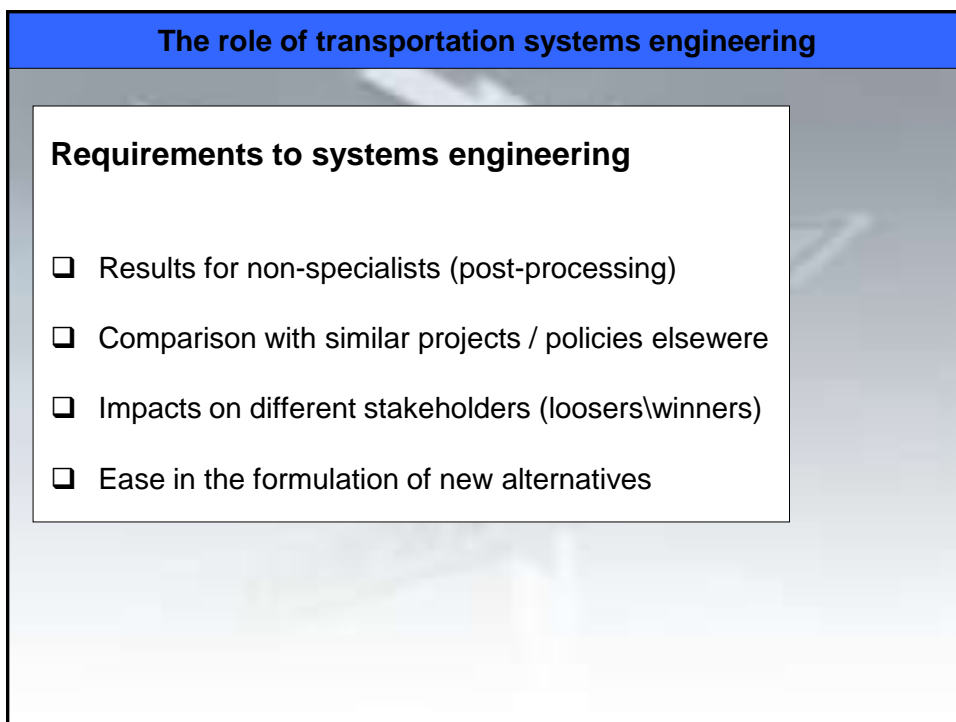 The role of transportation systems engineering
Requirements to systems engineering
❑ Results for non-specialists (post-processing)
❑ Comparison with similar projects / policies elsewere
❑ Impacts on different stakeholders (loosers\winners)
❑ Ease in the formulation of new alternatives